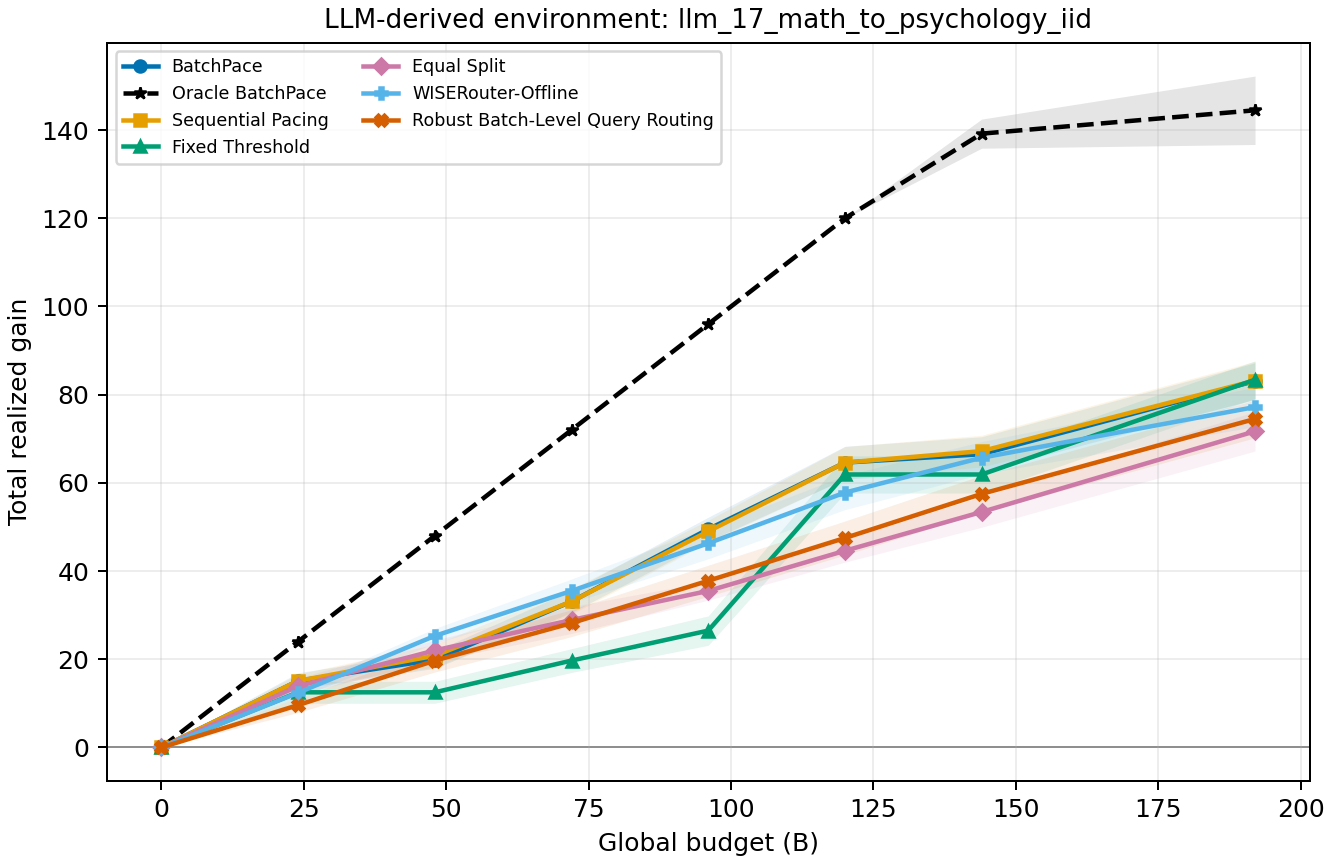 LLM-derived environment: llm_17_math_to_psychology_iid
BatchPace
Oracle BatchPace
Sequential Pacing
Fixed Threshold
Equal Split
WISERouter-Offline
Robust Batch-Level Query Routing
Total realized gain
140
120
100
80
60
40
20
0
0 25 50 75 100 125 150 175 200
Global budget (B)